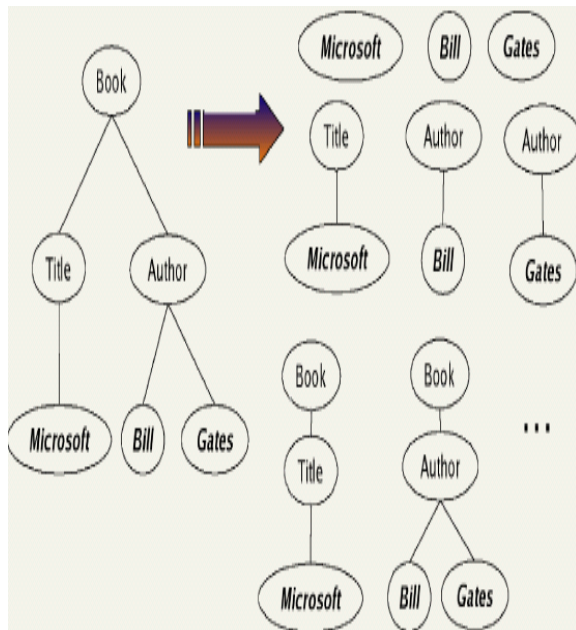 Book
Title Author
Microsoft Bill Gates
Microsoft Bill Gates
Title Author Author
Microsoft Bill Gates
Book Book
Title Author
Microsoft Bill Gates
...